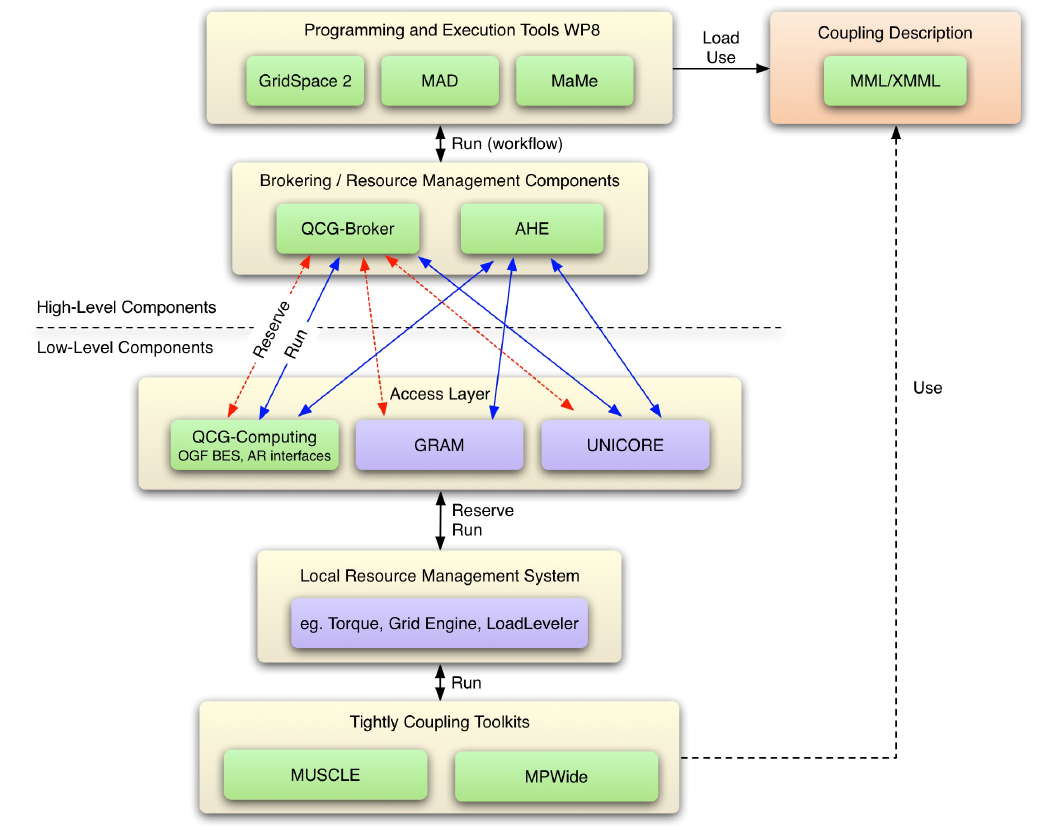 Programming and Execution Tools WP8
GridSpace 2
MAD
MaMe
Load
Use
Coupling Description
MML/XMML
Run (workflow)
Brokering / Resource Management Components
QCG-Broker
AHE
High-Level Components
Low-Level Components
Reserve
Run
Access Layer
QCG-Computing
OGF BES, AR interfaces
GRAM
UNICORE
Use
Reserve
Run
Local Resource Management System
eg. Torque, Grid Engine, LoadLeveler
Run
Tightly Coupling Toolkits
MUSCLE
MPWide